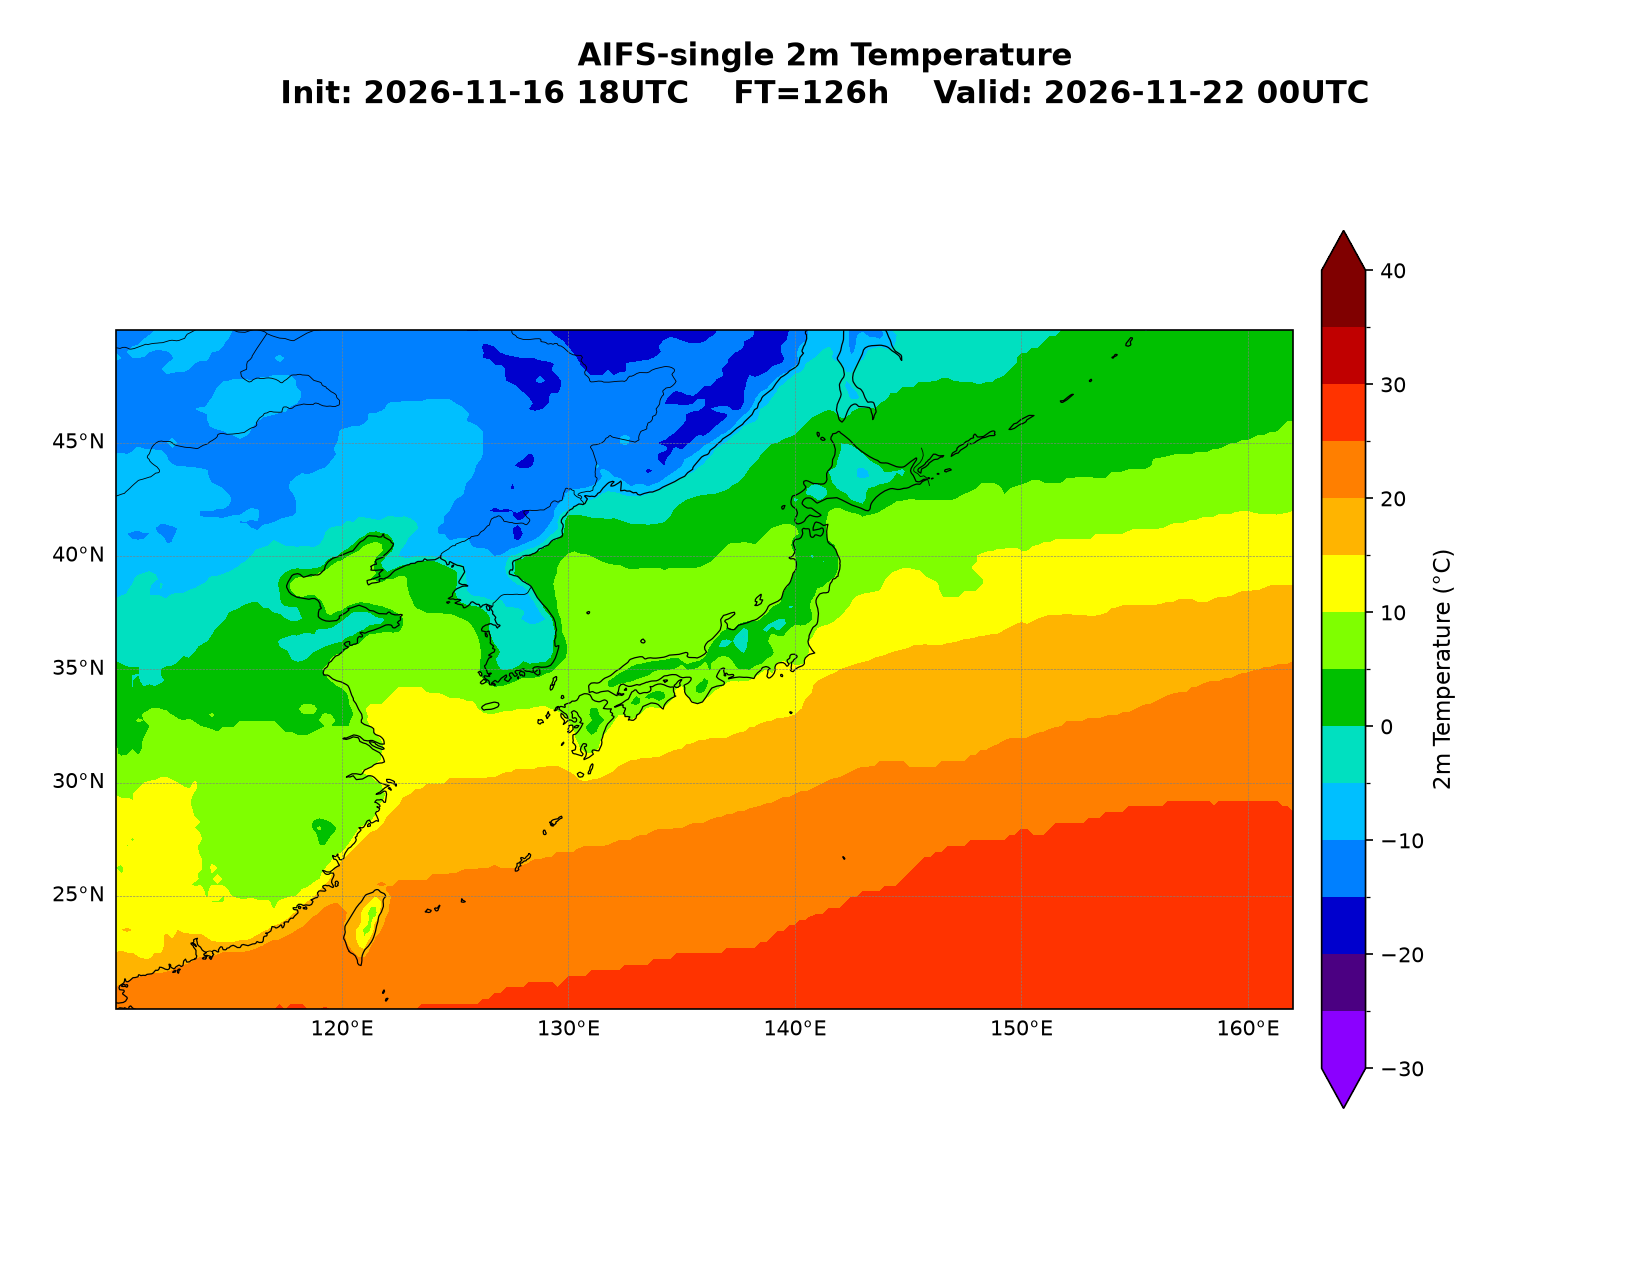 AIFS-single 2m Temperature
Init: 2026-11-16 18UTC    FT=126h    Valid: 2026-11-22 00UTC
45°N
40°N
35°N
30°N
25°N
120°E
130°E
140°E
150°E
160°E
40
30
20
10
0
−10
−20
−30
2m Temperature (°C)